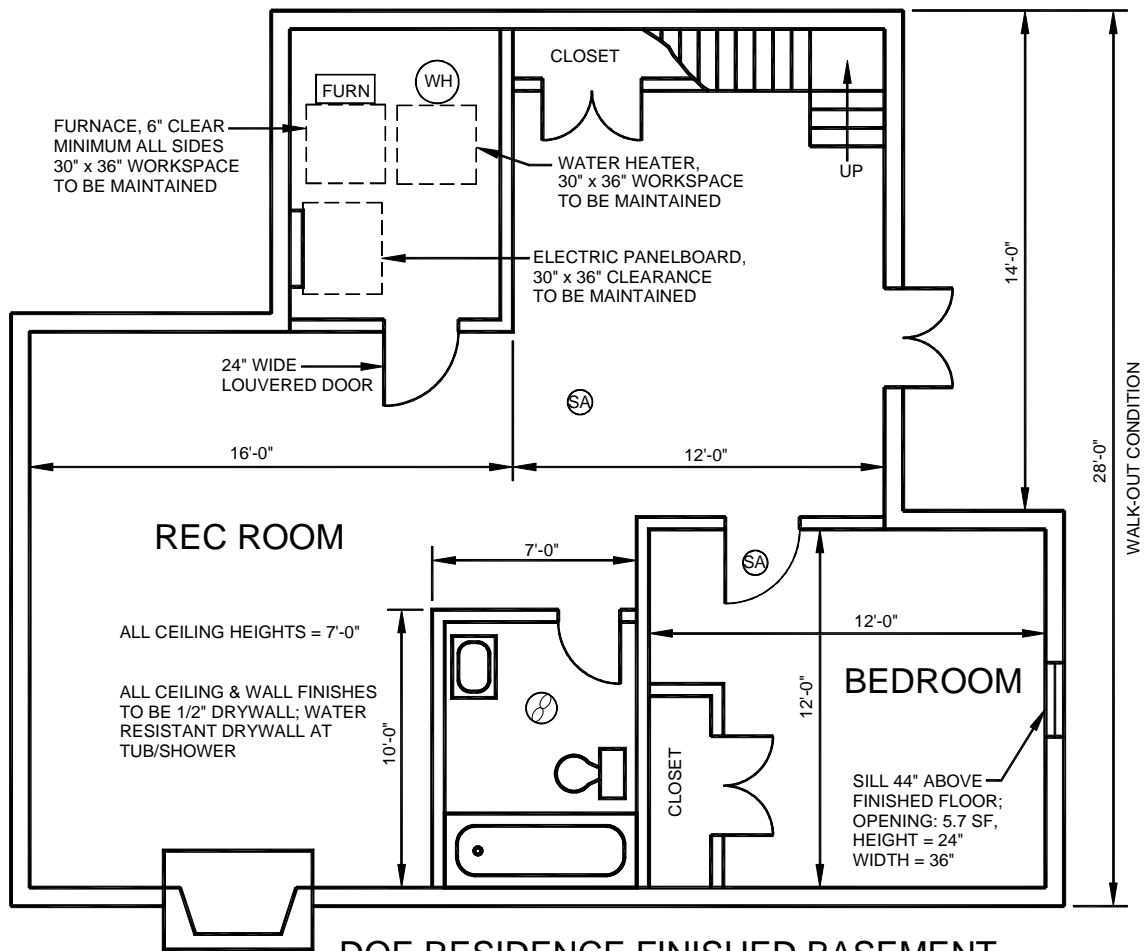 CLOSET
FURN
WH
FURNACE, 6" CLEAR
MINIMUM ALL SIDES
30" x 36" WORKSPACE
TO BE MAINTAINED
WATER HEATER,
30" x 36" WORKSPACE
TO BE MAINTAINED
UP
ELECTRIC PANELBOARD,
30" x 36" CLEARANCE
TO BE MAINTAINED
14'-0"
24" WIDE
LOUVERED DOOR
SA
28'-0"
WALK-OUT CONDITION
16'-0"
12'-0"
REC ROOM
7'-0"
SA
ALL CEILING HEIGHTS = 7'-0"
12'-0"
BEDROOM
ALL CEILING & WALL FINISHES
TO BE 1/2" DRYWALL; WATER
RESISTANT DRYWALL AT
TUB/SHOWER
10'-0"
12'-0"
CLOSET
SILL 44" ABOVE
FINISHED FLOOR;
OPENING: 5.7 SF,
HEIGHT = 24"
WIDTH = 36"
DOE RESIDENCE FINISHED BASEMENT